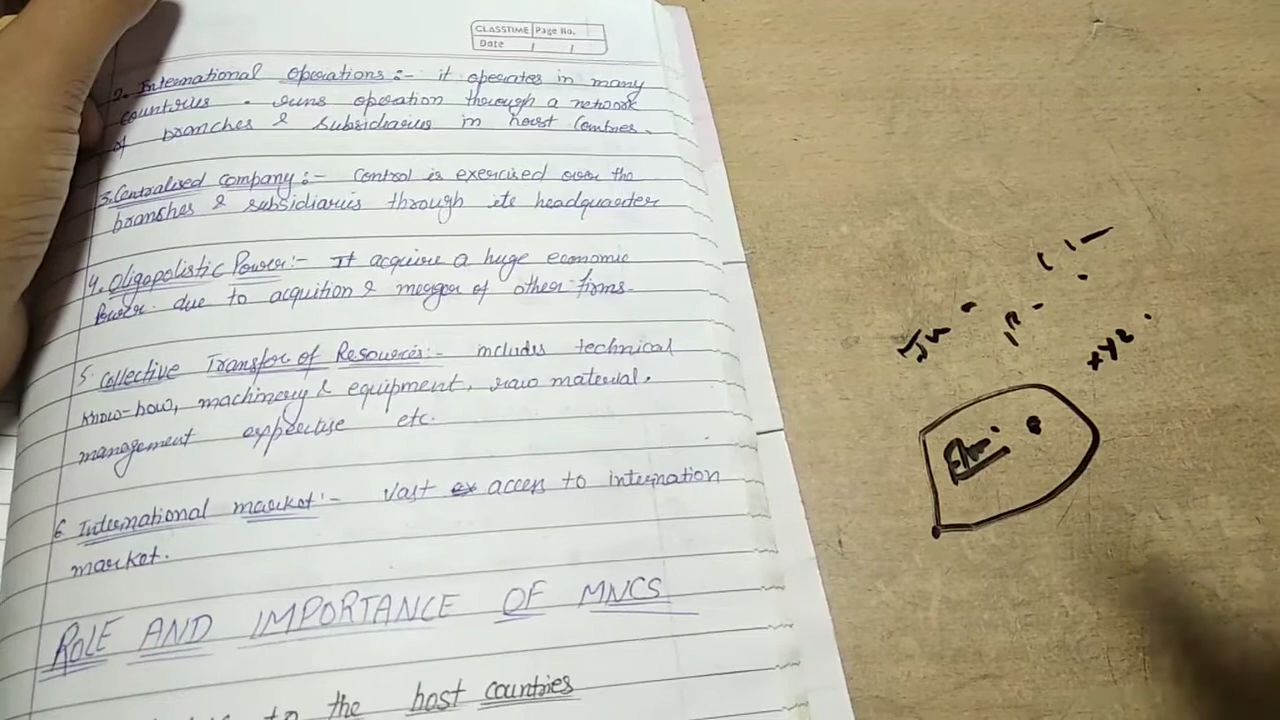 CLASSTIME Page No.
Date / /
2. International operations :- it operates in many
countries . runs operation through a network
of branches & subsidiaries in houst Countries.
3. Centralised company :- Control is exercised over the
branches & subsidiaries through its headquarter
4. Oligopolistic Power :- It acquire a huge economic
Power due to acquition & merger of other firms-
5. Collective Transfer of Resources :- includes technical
know-how, machinery & equipment, raw material,
management expertise etc.
6. International market :- Vast access to internation
market.
ROLE AND IMPORTANCE OF MNCS
to the host countries
xyz.